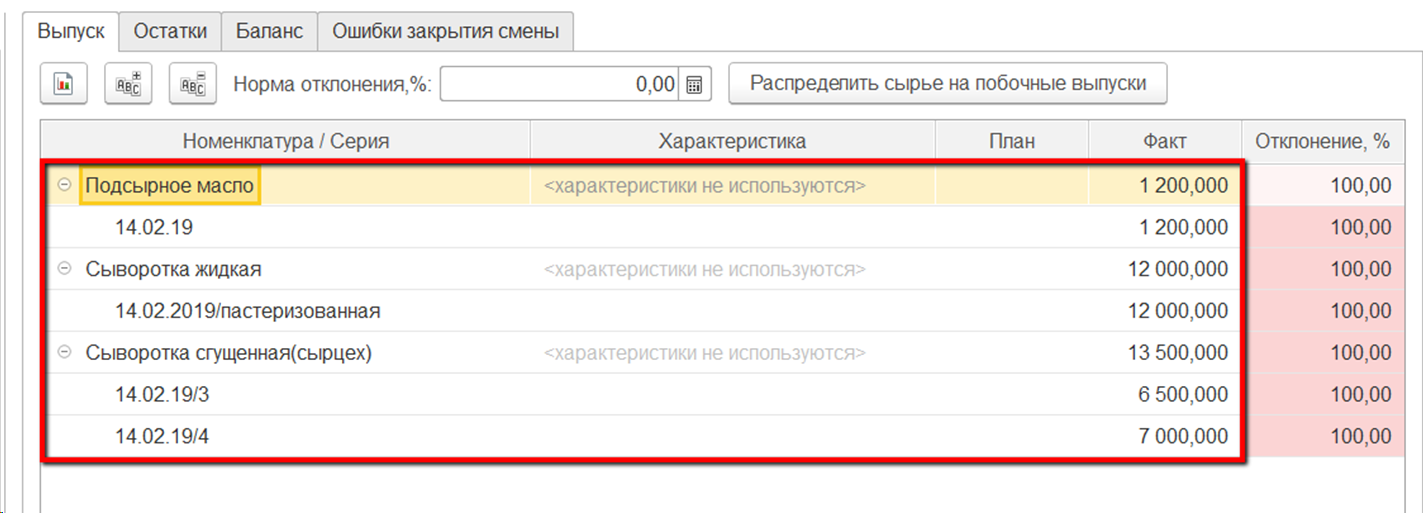 Выпуск Остатки Баланс Ошибки закрытия смены
Норма отклонения,%: 0,00 Распределить сырье на побочные выпуски
Номенклатура / Серия Характеристика План Факт Отклонение, %
Подсырное масло <характеристики не используются> 1 200,000 100,00
14.02.19 1 200,000 100,00
Сыворотка жидкая <характеристики не используются> 12 000,000 100,00
14.02.2019/пастеризованная 12 000,000 100,00
Сыворотка сгущенная(сырцех) <характеристики не используются> 13 500,000 100,00
14.02.19/3 6 500,000 100,00
14.02.19/4 7 000,000 100,00